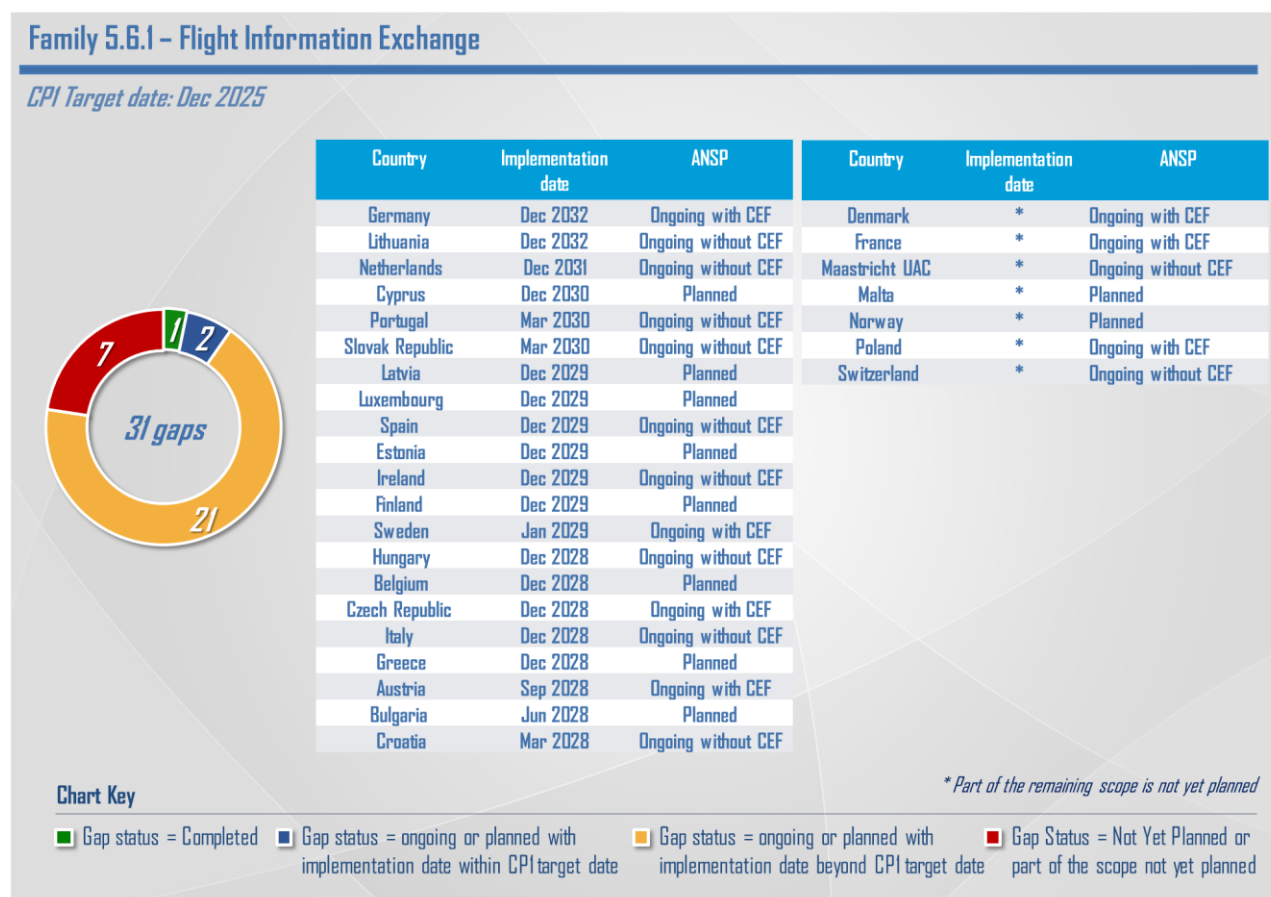 Family 5.6.1 – Flight Information Exchange
CP1 Target date: Dec 2025
Country Implementation date ANSP
Germany Dec 2032 Ongoing with CEF
Lithuania Dec 2032 Ongoing without CEF
Netherlands Dec 2031 Ongoing without CEF
Cyprus Dec 2030 Planned
Portugal Mar 2030 Ongoing without CEF
Slovak Republic Mar 2030 Ongoing without CEF
Latvia Dec 2029 Planned
Luxembourg Dec 2029 Planned
Spain Dec 2029 Ongoing without CEF
Estonia Dec 2029 Planned
Ireland Dec 2029 Ongoing without CEF
Finland Dec 2029 Planned
Sweden Jan 2029 Ongoing with CEF
Hungary Dec 2028 Ongoing without CEF
Belgium Dec 2028 Planned
Czech Republic Dec 2028 Ongoing with CEF
Italy Dec 2028 Ongoing without CEF
Greece Dec 2028 Planned
Austria Sep 2028 Ongoing with CEF
Bulgaria Jun 2028 Planned
Croatia Mar 2028 Ongoing without CEF
Country Implementation date ANSP
Denmark * Ongoing with CEF
France * Ongoing with CEF
Maastricht UAC * Ongoing without CEF
Malta * Planned
Norway * Planned
Poland * Ongoing with CEF
Switzerland * Ongoing without CEF
1
2
7
31 gaps
21
* Part of the remaining scope is not yet planned
Chart Key
Gap status = Completed
Gap status = ongoing or planned with
implementation date within CP1 target date
Gap status = ongoing or planned with
implementation date beyond CP1 target date
Gap Status = Not Yet Planned or
part of the scope not yet planned